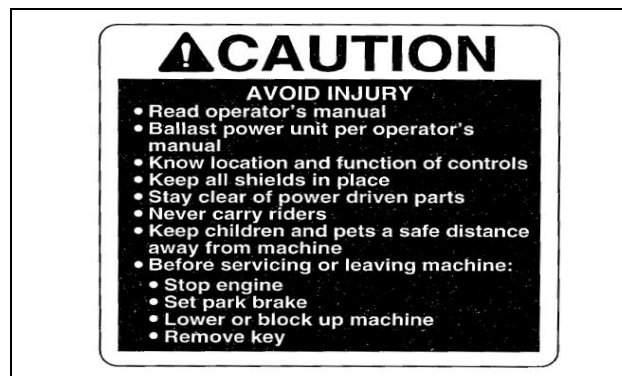 CAUTION
AVOID INJURY
• Read operator's manual
• Ballast power unit per operator's
manual
• Know location and function of controls
• Keep all shields in place
• Stay clear of power driven parts
• Never carry riders
• Keep children and pets a safe distance
away from machine
• Before servicing or leaving machine:
• Stop engine
• Set park brake
• Lower or block up machine
• Remove key